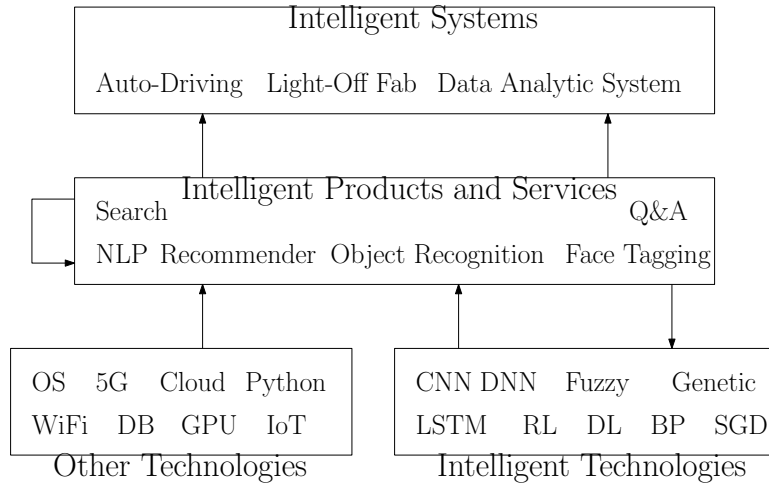 Intelligent Systems
Auto-Driving Light-Off Fab Data Analytic System
Intelligent Products and Services
Search Q&A
NLP Recommender Object Recognition Face Tagging
OS 5G Cloud Python
WiFi DB GPU IoT
Other Technologies
CNN DNN Fuzzy Genetic
LSTM RL DL BP SGD
Intelligent Technologies